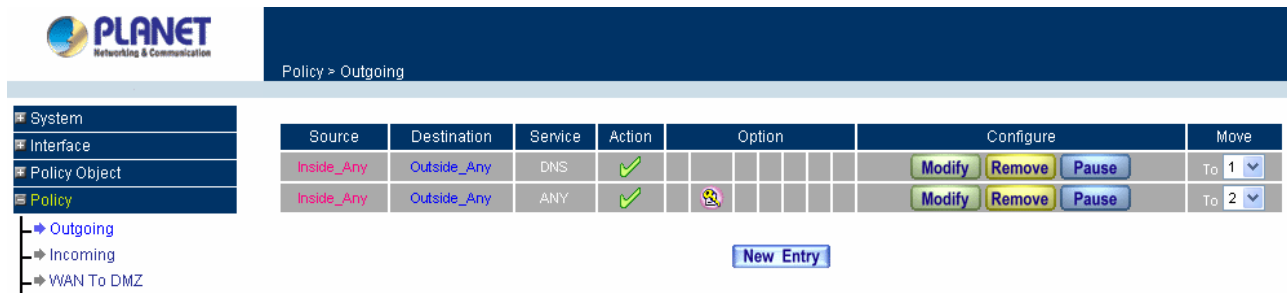 PLANET
Networking & Communication
Policy > Outgoing
System
Interface
Policy Object
Policy
Outgoing
Incoming
WAN To DMZ
Source Destination Service Action Option Configure Move
Inside_Any Outside_Any DNS Modify Remove Pause To 1
Inside_Any Outside_Any ANY Modify Remove Pause To 2
New Entry